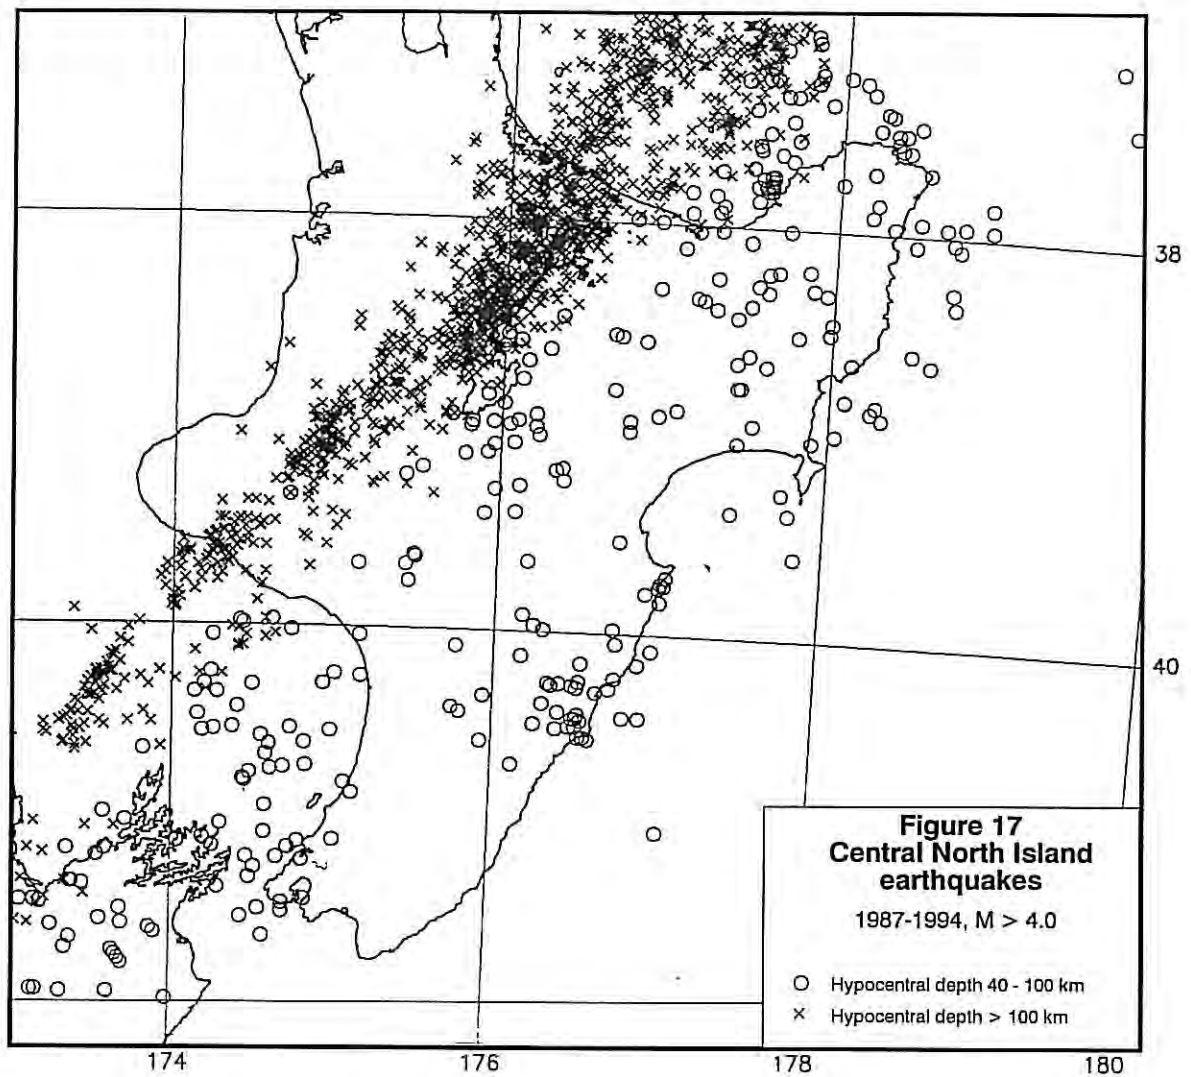 38
40
Figure 17
Central North Island
earthquakes
1987-1994, M > 4.0
Hypocentral depth 40 - 100 km
Hypocentral depth > 100 km
174
176
178
180